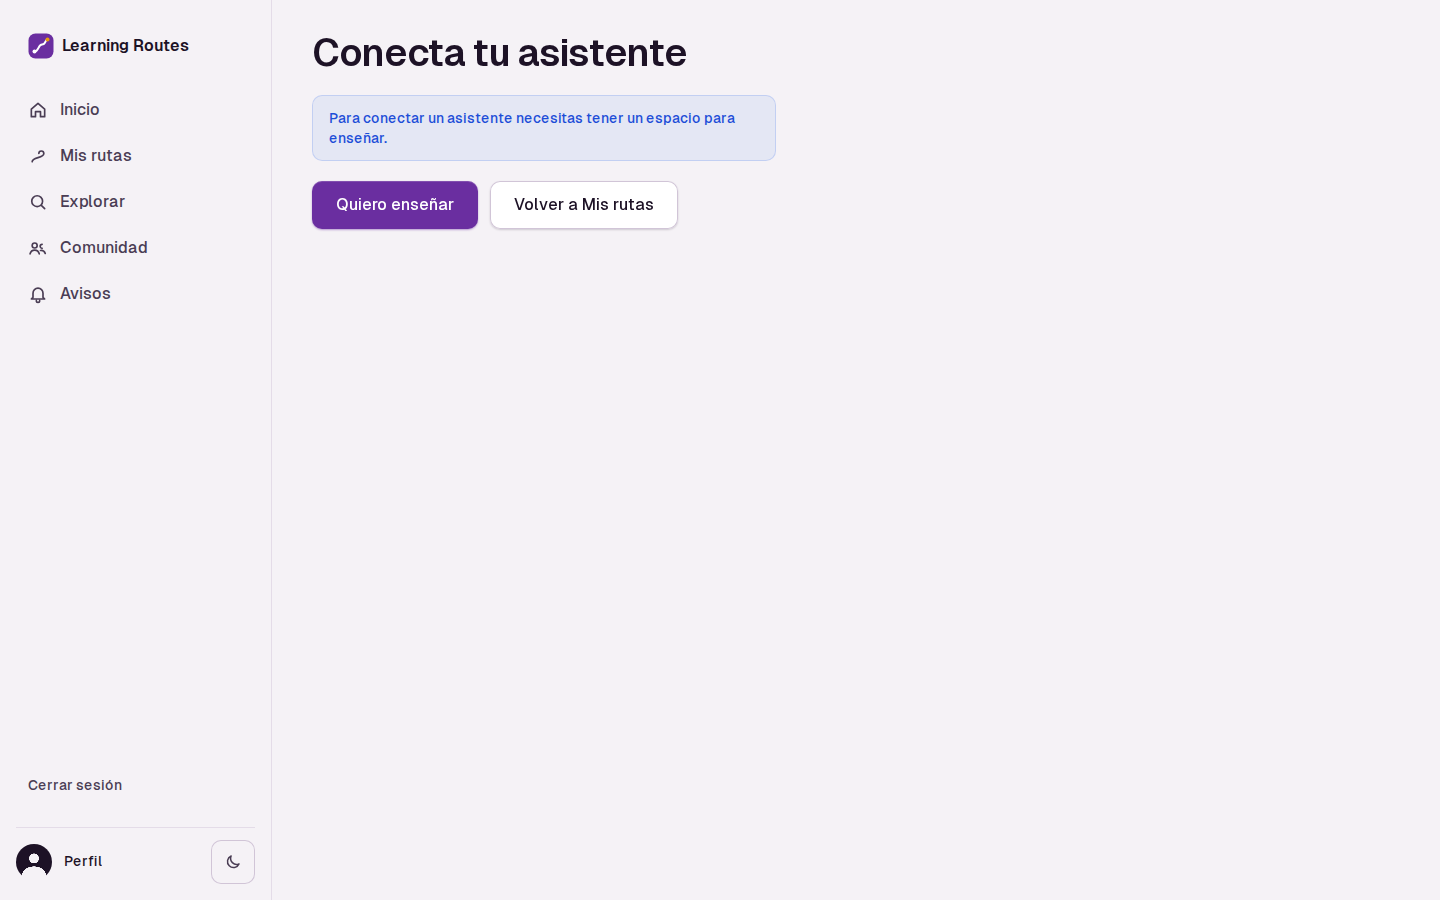 Learning Routes
Inicio
Mis rutas
Explorar
Comunidad
Avisos
Cerrar sesión
Perfil
Conecta tu asistente
Para conectar un asistente necesitas tener un espacio para
enseñar.
Quiero enseñar
Volver a Mis rutas